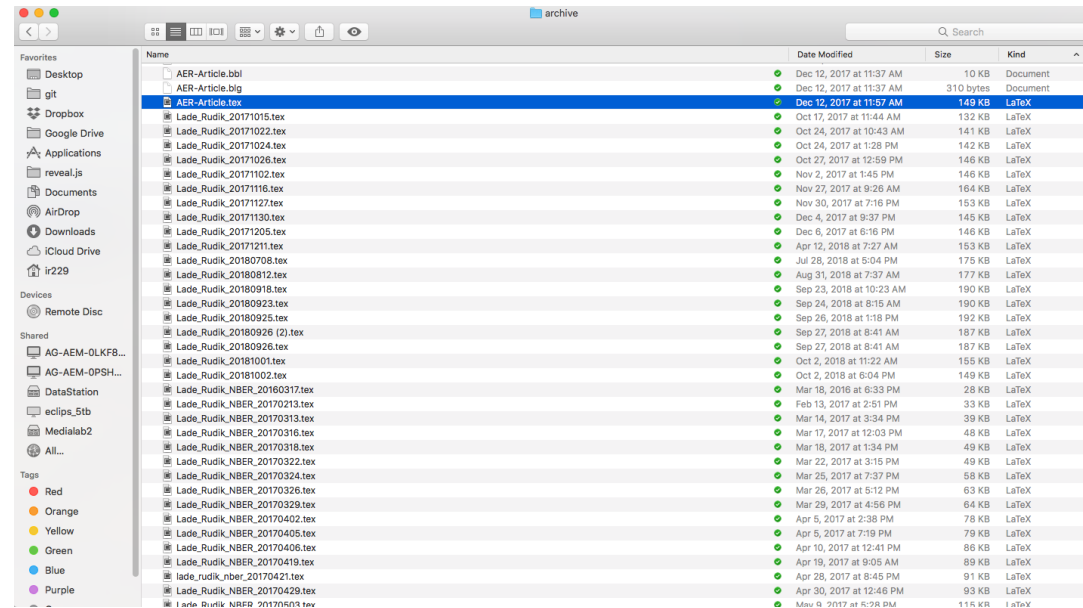 archive
Search
Favorites
Desktop
git
Dropbox
Google Drive
Applications
reveal.js
Documents
AirDrop
Downloads
iCloud Drive
ir229
Devices
Remote Disc
Shared
AG-AEM-0LKF8...
AG-AEM-0PSH...
DataStation
eclips_5tb
Medialab2
All...
Tags
Red
Orange
Yellow
Green
Blue
Purple
Name Date Modified Size Kind
AER-Article.bbl Dec 12, 2017 at 11:37 AM 10 KB Document
AER-Article.blg Dec 12, 2017 at 11:37 AM 310 bytes Document
AER-Article.tex Dec 12, 2017 at 11:57 AM 149 KB LaTeX
Lade_Rudik_20171015.tex Oct 17, 2017 at 11:44 AM 132 KB LaTeX
Lade_Rudik_20171022.tex Oct 24, 2017 at 10:43 AM 141 KB LaTeX
Lade_Rudik_20171024.tex Oct 24, 2017 at 1:28 PM 142 KB LaTeX
Lade_Rudik_20171026.tex Oct 27, 2017 at 12:59 PM 146 KB LaTeX
Lade_Rudik_20171102.tex Nov 2, 2017 at 1:45 PM 146 KB LaTeX
Lade_Rudik_20171116.tex Nov 27, 2017 at 9:26 AM 164 KB LaTeX
Lade_Rudik_20171127.tex Nov 30, 2017 at 7:16 PM 153 KB LaTeX
Lade_Rudik_20171130.tex Dec 4, 2017 at 9:37 PM 145 KB LaTeX
Lade_Rudik_20171205.tex Dec 6, 2017 at 6:16 PM 146 KB LaTeX
Lade_Rudik_20171211.tex Apr 12, 2018 at 7:27 AM 153 KB LaTeX
Lade_Rudik_20180708.tex Jul 28, 2018 at 5:04 PM 175 KB LaTeX
Lade_Rudik_20180812.tex Aug 31, 2018 at 7:37 AM 177 KB LaTeX
Lade_Rudik_20180918.tex Sep 23, 2018 at 10:23 AM 190 KB LaTeX
Lade_Rudik_20180923.tex Sep 24, 2018 at 8:15 AM 190 KB LaTeX
Lade_Rudik_20180925.tex Sep 26, 2018 at 1:18 PM 192 KB LaTeX
Lade_Rudik_20180926 (2).tex Sep 27, 2018 at 8:41 AM 187 KB LaTeX
Lade_Rudik_20180926.tex Sep 27, 2018 at 8:41 AM 187 KB LaTeX
Lade_Rudik_20181001.tex Oct 2, 2018 at 11:22 AM 155 KB LaTeX
Lade_Rudik_20181002.tex Oct 2, 2018 at 6:04 PM 149 KB LaTeX
Lade_Rudik_NBER_20160317.tex Mar 18, 2016 at 6:33 PM 28 KB LaTeX
Lade_Rudik_NBER_20170213.tex Feb 13, 2017 at 2:51 PM 33 KB LaTeX
Lade_Rudik_NBER_20170313.tex Mar 14, 2017 at 3:34 PM 39 KB LaTeX
Lade_Rudik_NBER_20170316.tex Mar 17, 2017 at 12:03 PM 48 KB LaTeX
Lade_Rudik_NBER_20170318.tex Mar 18, 2017 at 1:34 PM 49 KB LaTeX
Lade_Rudik_NBER_20170322.tex Mar 22, 2017 at 3:15 PM 49 KB LaTeX
Lade_Rudik_NBER_20170324.tex Mar 25, 2017 at 7:37 PM 58 KB LaTeX
Lade_Rudik_NBER_20170326.tex Mar 26, 2017 at 5:12 PM 63 KB LaTeX
Lade_Rudik_NBER_20170329.tex Mar 29, 2017 at 4:56 PM 64 KB LaTeX
Lade_Rudik_NBER_20170402.tex Apr 5, 2017 at 2:38 PM 78 KB LaTeX
Lade_Rudik_NBER_20170405.tex Apr 5, 2017 at 7:19 PM 79 KB LaTeX
Lade_Rudik_NBER_20170406.tex Apr 10, 2017 at 12:41 PM 86 KB LaTeX
Lade_Rudik_NBER_20170419.tex Apr 19, 2017 at 9:05 AM 89 KB LaTeX
lade_rudik_nber_20170421.tex Apr 28, 2017 at 8:45 PM 91 KB LaTeX
Lade_Rudik_NBER_20170429.tex Apr 30, 2017 at 12:46 PM 93 KB LaTeX
Lade_Rudik_NBER_20170503.tex May 9, 2017 at 5:28 PM 115 KB LaTeX